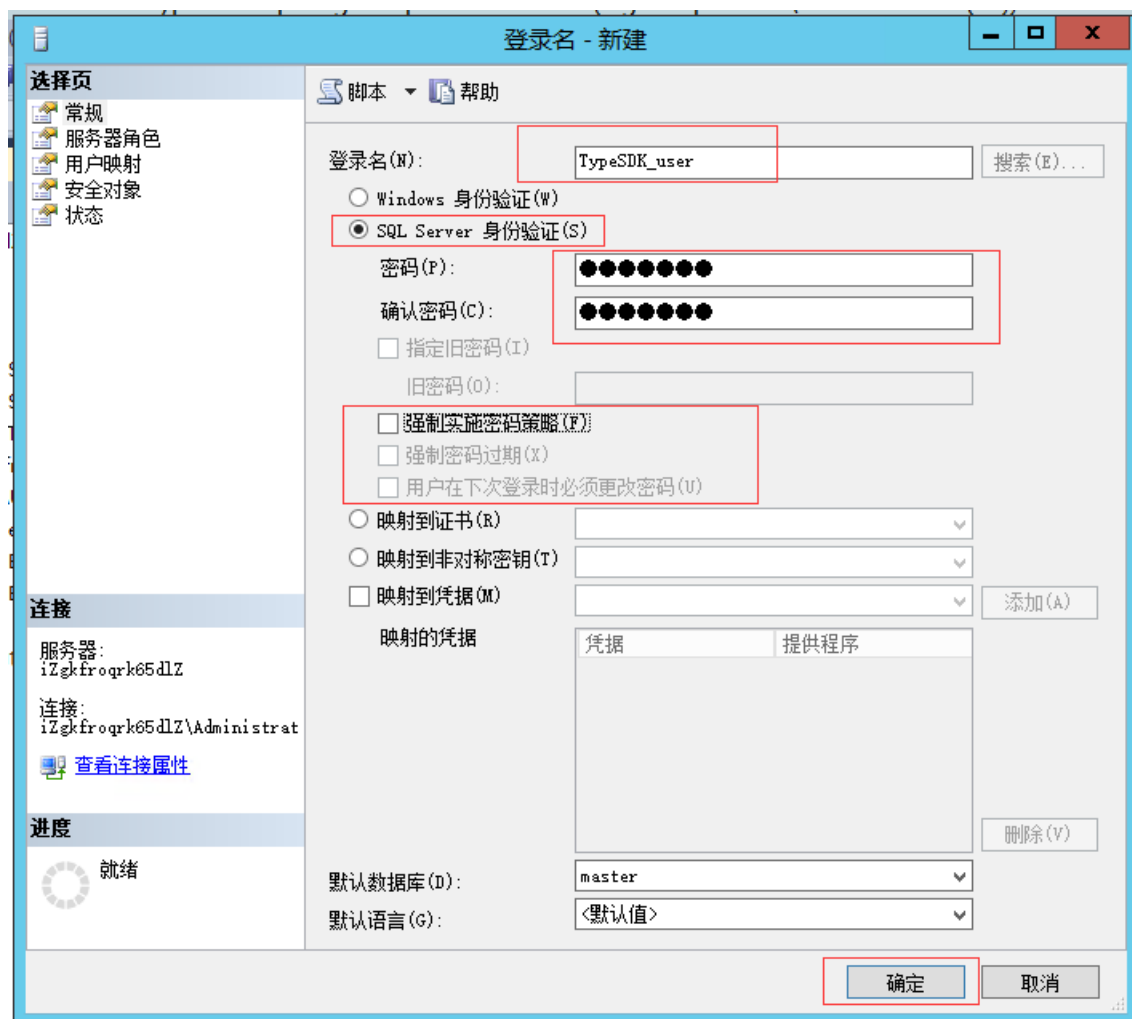 登录名 - 新建
选择页
常规
服务器角色
用户映射
安全对象
状态
脚本
帮助
登录名(N):
TypeSDK_user
搜索(E)...
Windows 身份验证(W)
SQL Server 身份验证(S)
密码(P):
●●●●●●●
确认密码(C):
●●●●●●●
指定旧密码(I)
旧密码(O):
强制实施密码策略(F)
强制密码过期(X)
用户在下次登录时必须更改密码(U)
映射到证书(R)
映射到非对称密钥(T)
映射到凭据(M)
添加(A)
映射的凭据
凭据 提供程序
删除(V)
默认数据库(D):
master
默认语言(G):
<默认值>
连接
服务器:
iZgkfroqrk65dlZ
连接:
iZgkfroqrk65dlZ\Administrat
查看连接属性
进度
就绪
确定
取消